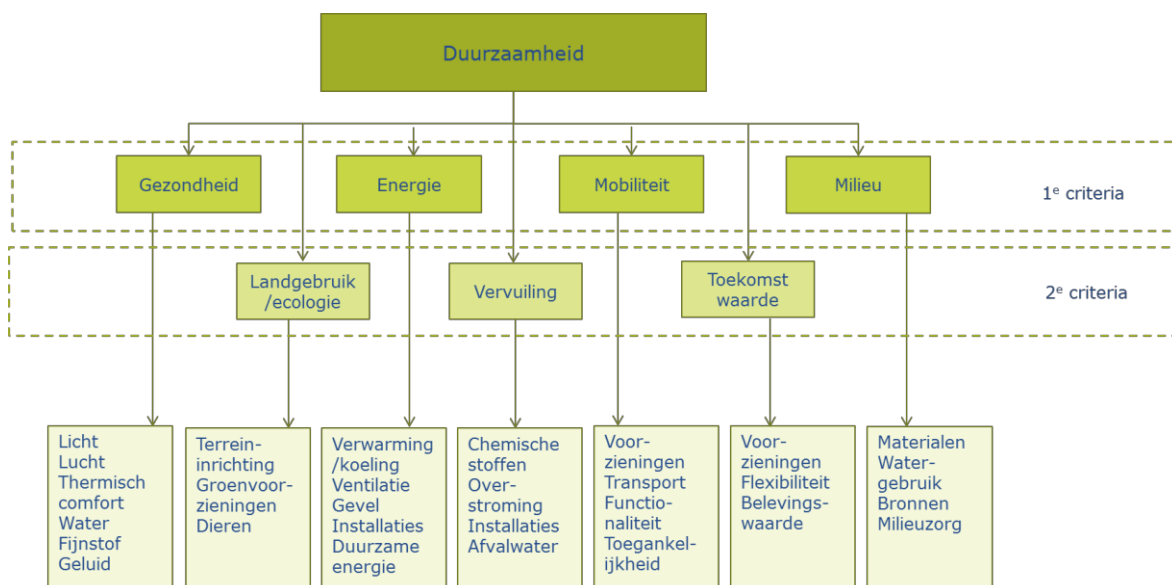 Duurzaamheid
Gezondheid
Energie
Mobiliteit
Milieu
1e criteria
Landgebruik
/ecologie
Vervuiling
Toekomst
waarde
2e criteria
Licht
Lucht
Thermisch
comfort
Water
Fijnstof
Geluid
Terrein-
inrichting
Groenvoor-
zieningen
Dieren
Verwarming
/koeling
Ventilatie
Gevel
Installaties
Duurzame
energie
Chemische
stoffen
Over-
stroming
Installaties
Afvalwater
Voor-
zieningen
Transport
Functio-
naliteit
Toegankel-
ijkheid
Voor-
zieningen
Flexibiliteit
Belevings-
waarde
Materialen
Water-
gebruik
Bronnen
Milieuzorg